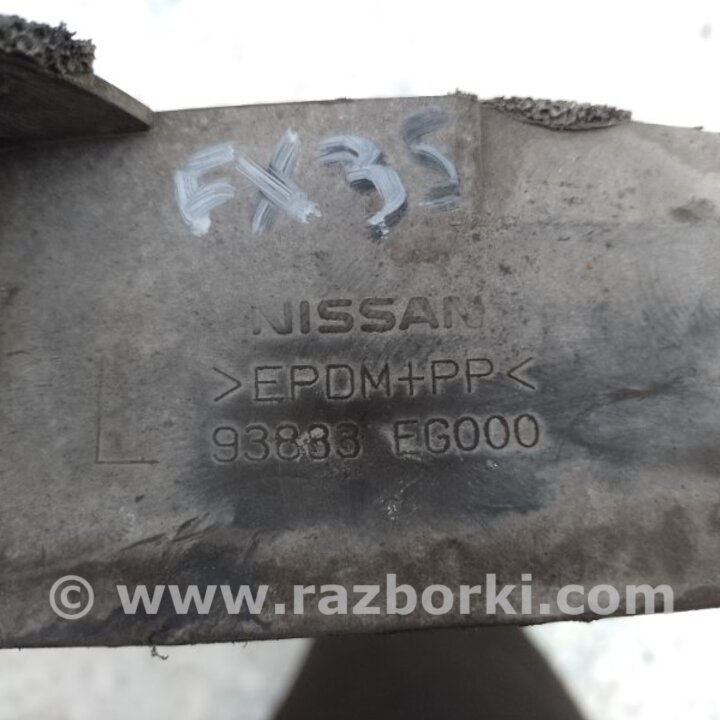 FX35
NISSAN
>EPDM+PP<
L 93883 EG000
© www.razborki.com